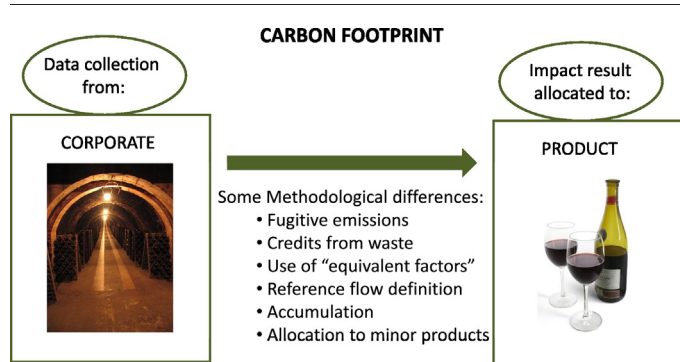 CARBON FOOTPRINT
Data collection
from:
Impact result
allocated to:
CORPORATE
PRODUCT
Some Methodological differences:
• Fugitive emissions
• Credits from waste
• Use of “equivalent factors”
• Reference flow definition
• Accumulation
• Allocation to minor products